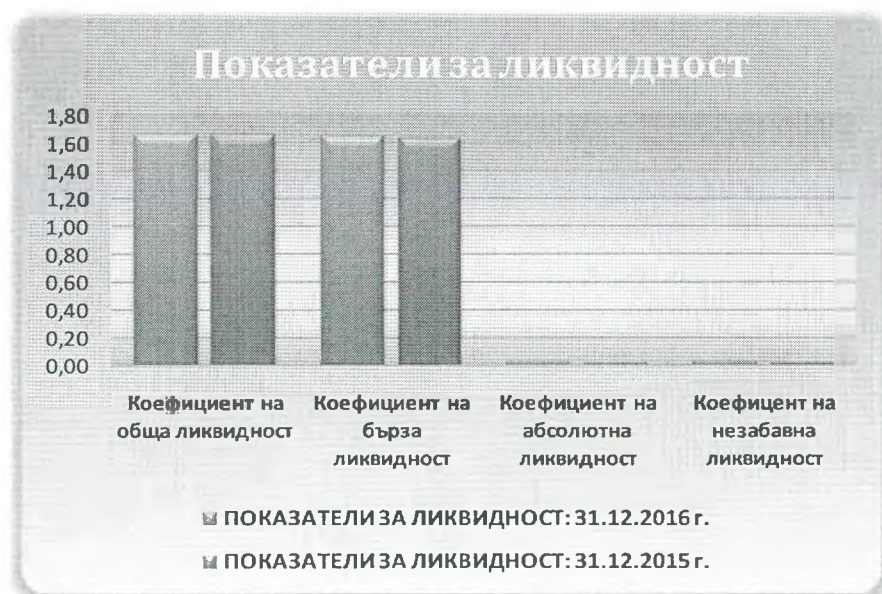 Показатели за ликвидност
1,80
1,60
1,40
1,20
1,00
0,80
0,60
0,40
0,20
0,00
Коефициент на
обща ликвидност
Коефициент на
бърза
ликвидност
Коефициент на
абсолютна
ликвидност
Коефицент на
незабавна
ликвидност
ПОКАЗАТЕЛИ ЗА ЛИКВИДНОСТ: 31.12.2016 г.
ПОКАЗАТЕЛИ ЗА ЛИКВИДНОСТ: 31.12.2015 г.